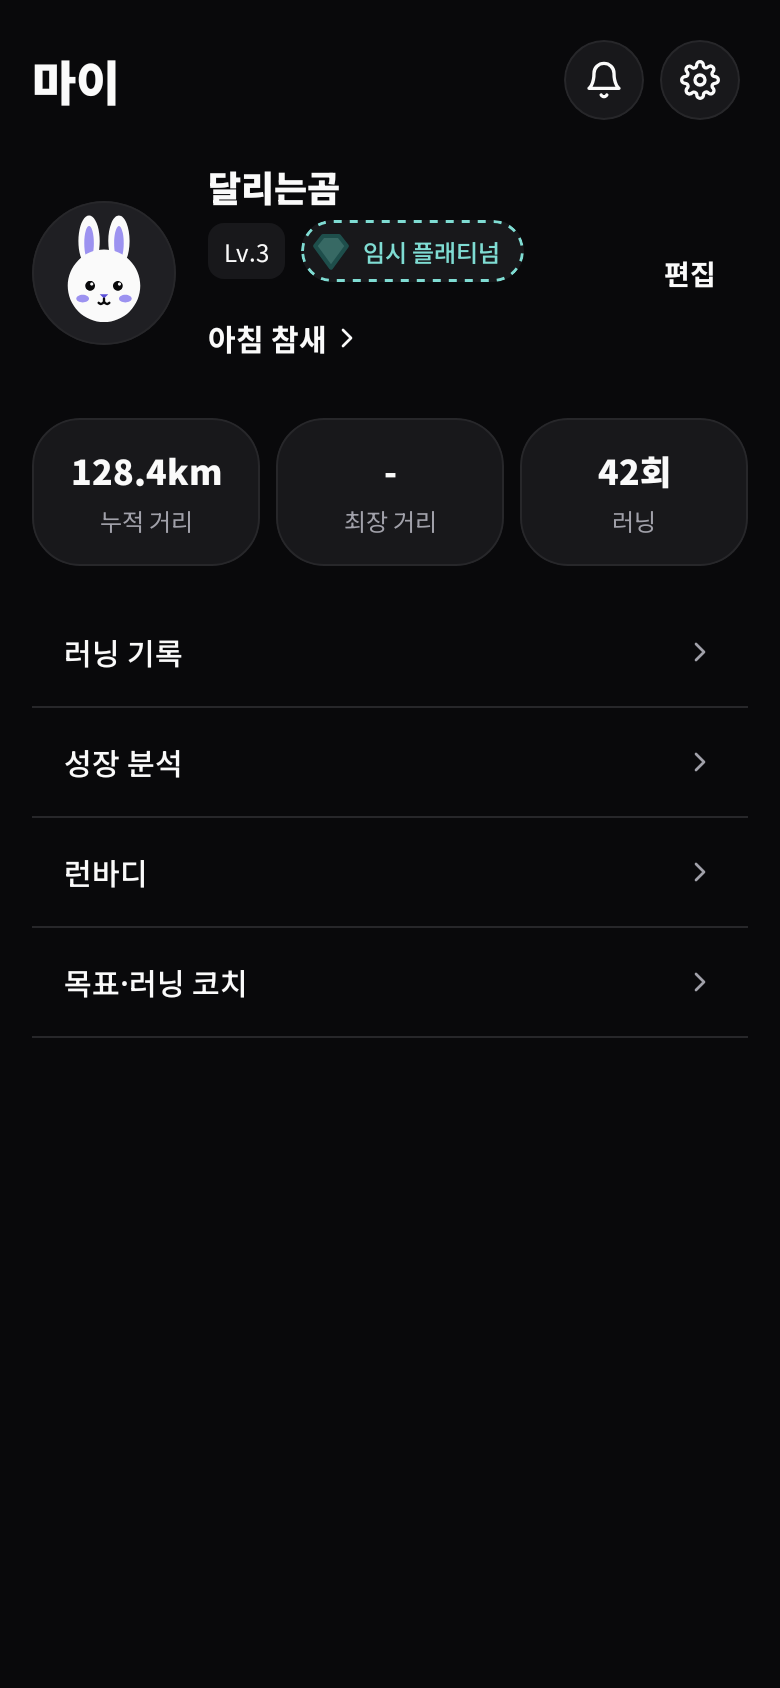 마이
달리는곰
Lv.3 임시 플래티넘
편집
아침 참새
128.4km
누적 거리
-
최장 거리
42회
러닝
러닝 기록
성장 분석
런바디
목표·러닝 코치